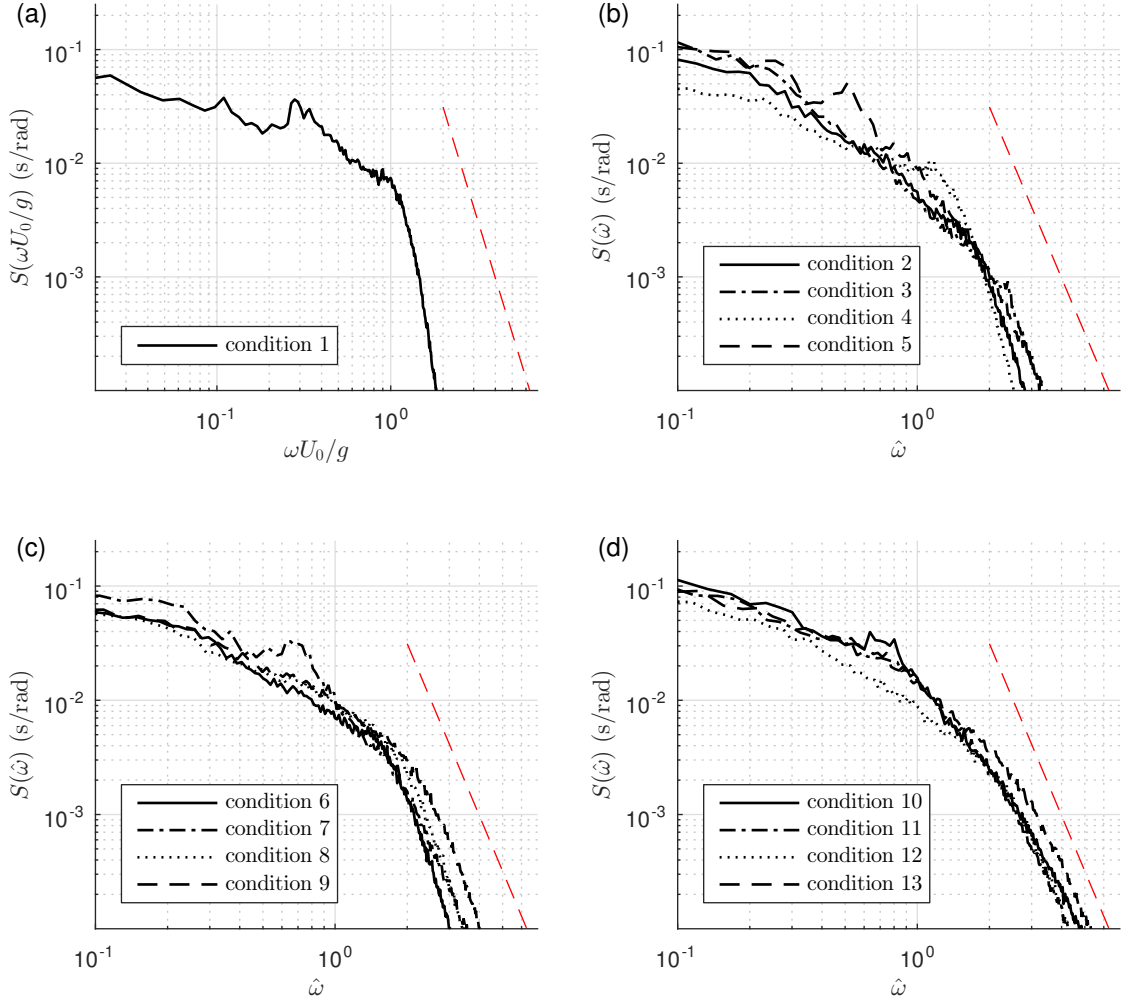 (a)
10^{-1}
10^{-2}
10^{-3}
S(ωU_0/g) (s/rad)
condition 1
10^{-1} 10^0
ωU_0/g
(b)
10^{-1}
10^{-2}
10^{-3}
S(ω̂) (s/rad)
condition 2
condition 3
condition 4
condition 5
10^{-1} 10^0
ω̂
(c)
10^{-1}
10^{-2}
10^{-3}
S(ω̂) (s/rad)
condition 6
condition 7
condition 8
condition 9
10^{-1} 10^0
ω̂
(d)
10^{-1}
10^{-2}
10^{-3}
S(ω̂) (s/rad)
condition 10
condition 11
condition 12
condition 13
10^{-1} 10^0
ω̂